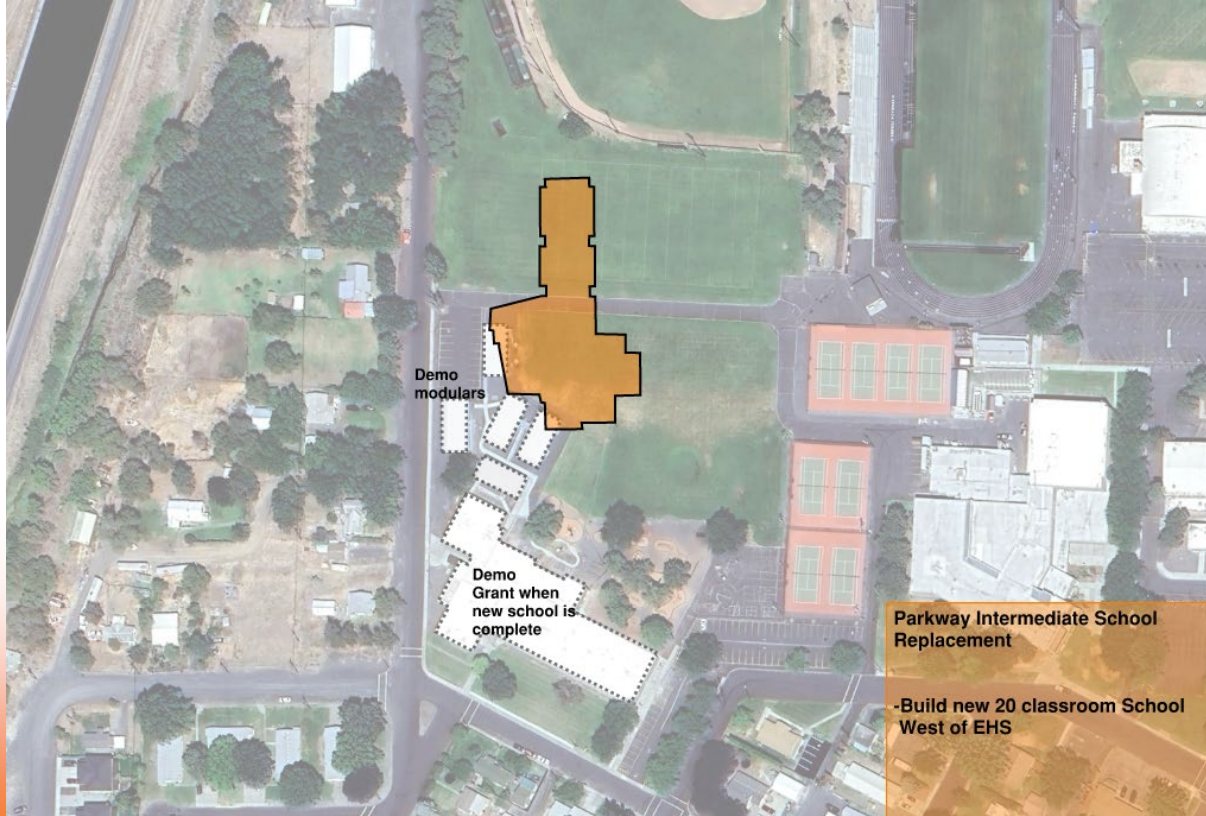 Demo
modulars
Demo
Grant when
new school is
complete
Parkway Intermediate School
Replacement
-Build new 20 classroom School
West of EHS